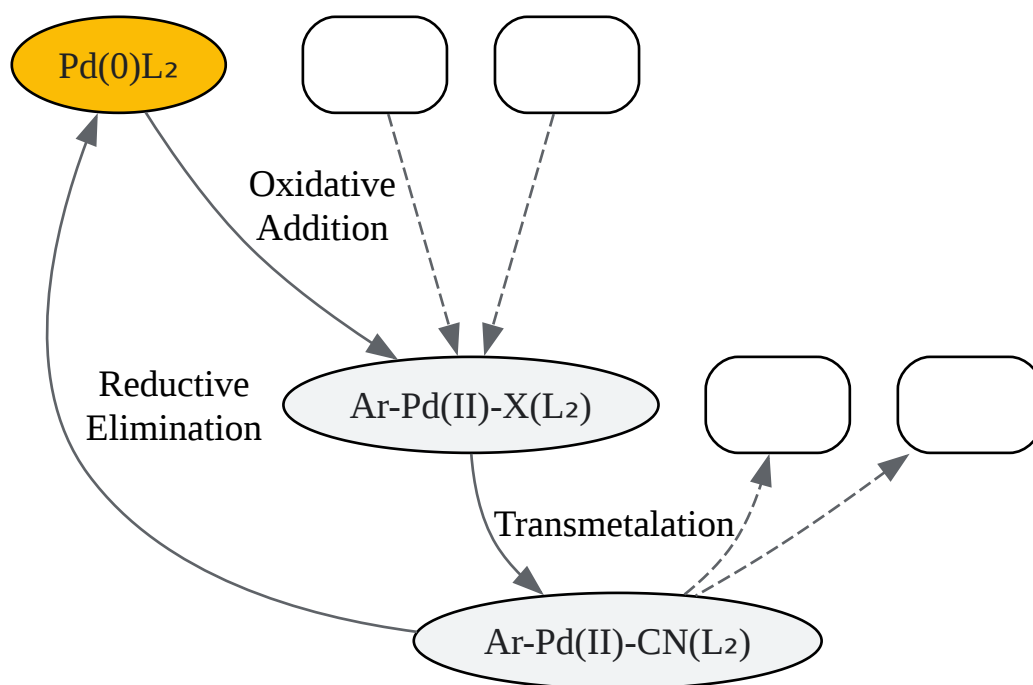 Pd(0)L₂
Oxidative
Addition
Reductive
Elimination
Ar-Pd(II)-X(L₂)
Transmetalation
Ar-Pd(II)-CN(L₂)